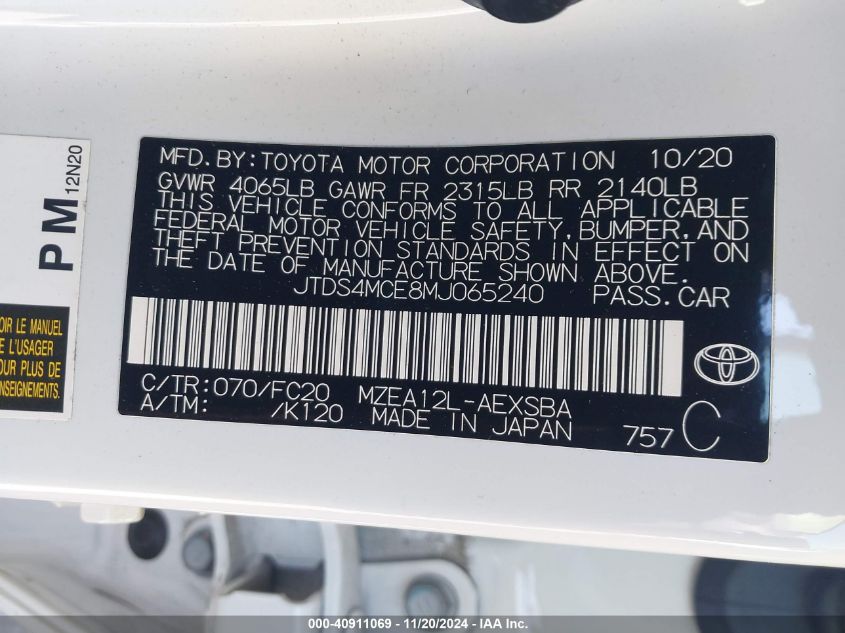 MFD.BY:TOYOTA MOTOR CORPORATION 10/20
GVWR 4065LB GAWR FR 2315LB RR 2140LB
THIS VEHICLE CONFORMS TO ALL APPLICABLE
FEDERAL MOTOR VEHICLE SAFETY,BUMPER,AND
THEFT PREVENTION STANDARDS IN EFFECT ON
THE DATE OF MANUFACTURE SHOWN ABOVE.
JTDS4MCE8MJ065240 PASS.CAR
C/TR:070/FC20 MZEA12L-AEXSBA
A/TM: /K120 MADE IN JAPAN 757 C
PM 12N20
OIR LE MANUEL
E L'USAGER
OUR PLUS DE
ENSEIGNEMENTS.
000-40911069 - 11/20/2024 - IAA Inc.